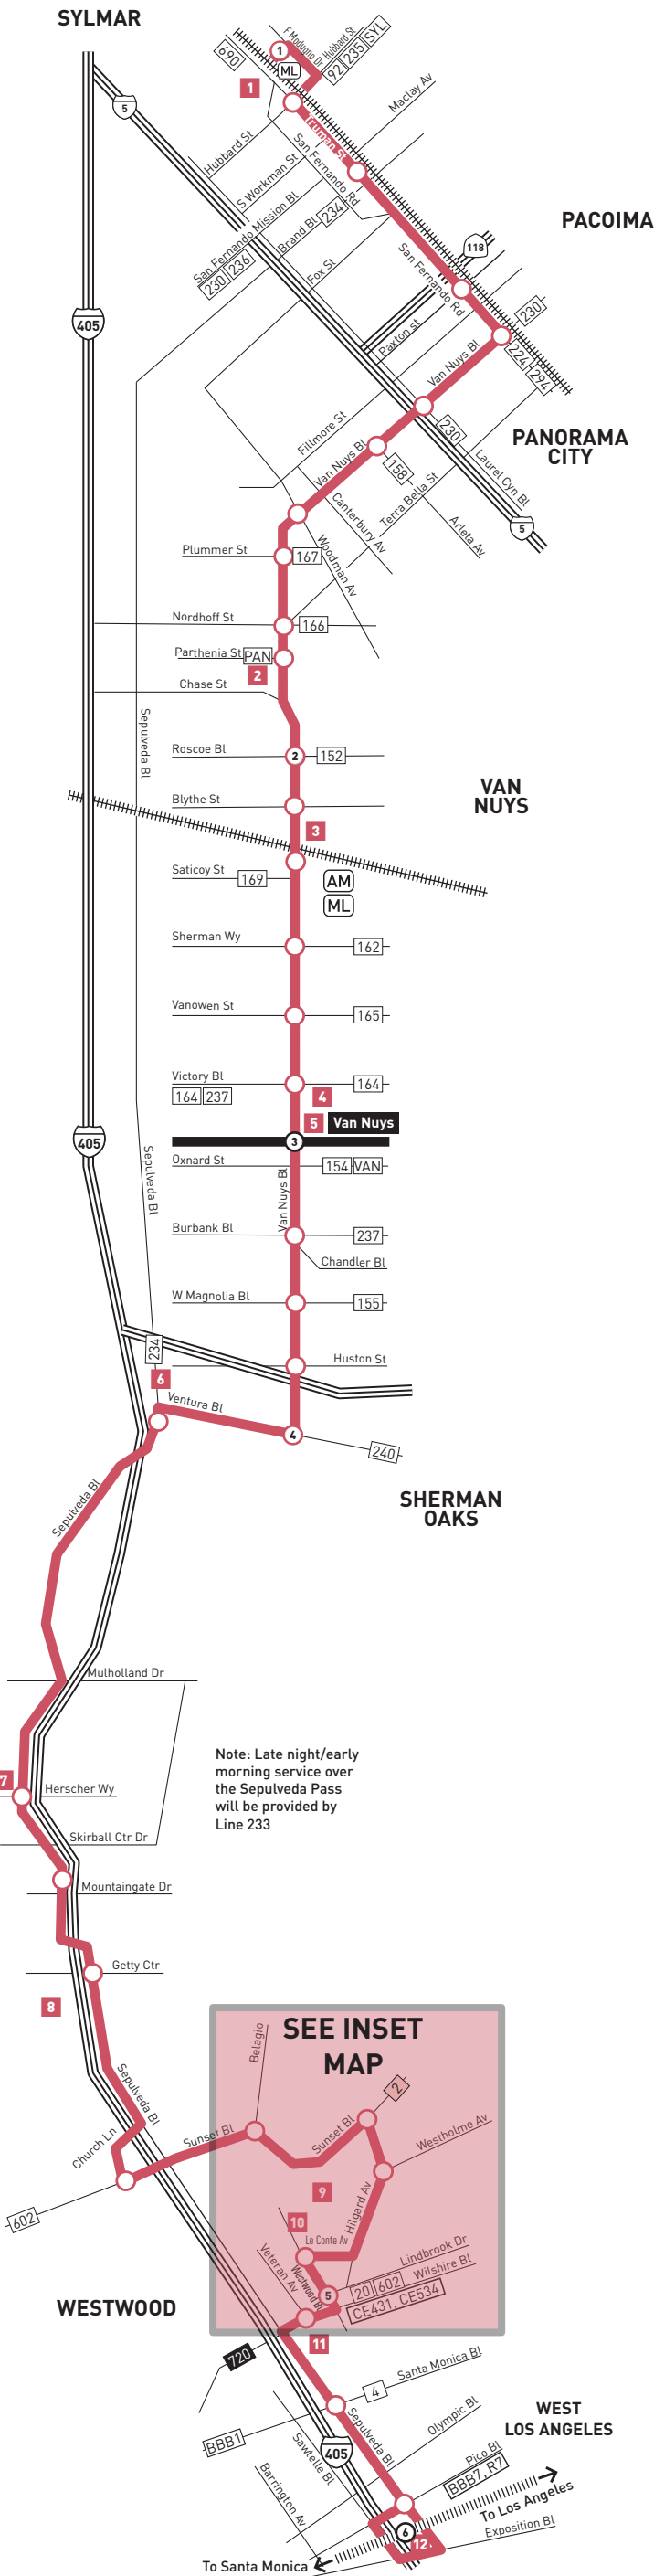 SYLMAR
F Modugno Dr
Hubbard St
1
ML
690
92 235 SYL
1
5
Truman St
Maclay Av
Hubbard St
San Fernando Rd
S Workman St
San Fernando Mission Bl
Brand Bl 234
230 236
Fox St
PACOIMA
118
San Fernando Rd
405
Paxton st
230
224 294
Van Nuys Bl
Fillmore St
230
PANORAMA
CITY
Van Nuys Bl
158
Laurel Cyn Bl
Canterbury Av
Terra Bella St
Arleta Av
5
Woodman Av
Plummer St
167
Nordhoff St
166
Parthenia St PAN
2
Chase St
Sepulveda Bl
Roscoe Bl
2
152
VAN
NUYS
Blythe St
3
Saticoy St
169
AM
ML
Sherman Wy
162
Vanowen St
165
Victory Bl
164
164 237
4
5 Van Nuys
405
3
Oxnard St
154 VAN
Sepulveda Bl
Van Nuys Bl
Burbank Bl
237
Chandler Bl
W Magnolia Bl
155
234
Huston St
6
Ventura Bl
4
240
SHERMAN
OAKS
Sepulveda Bl
Mulholland Dr
Note: Late night/early
morning service over
the Sepulveda Pass
will be provided by
Line 233
7
Herscher Wy
Skirball Ctr Dr
Mountaingate Dr
Getty Ctr
8
SEE INSET
MAP
Belagio
2
Sepulveda Bl
Church Ln
Sunset Bl
Sunset Bl
Westholme Av
602
9
Hilgard Av
10
Le Conte Av
Veteran Av
Westwood Bl
Lindbrook Dr
Wilshire Bl
5
20 602
CE431, CE534
WESTWOOD
11
720
Santa Monica Bl
4
BBB1
Sepulveda Bl
Olympic Bl
WEST
LOS ANGELES
405
Sawtelle Bl
Barrington Av
Pico Bl
BBB7, R7
To Los Angeles
6
12
Exposition Bl
To Santa Monica